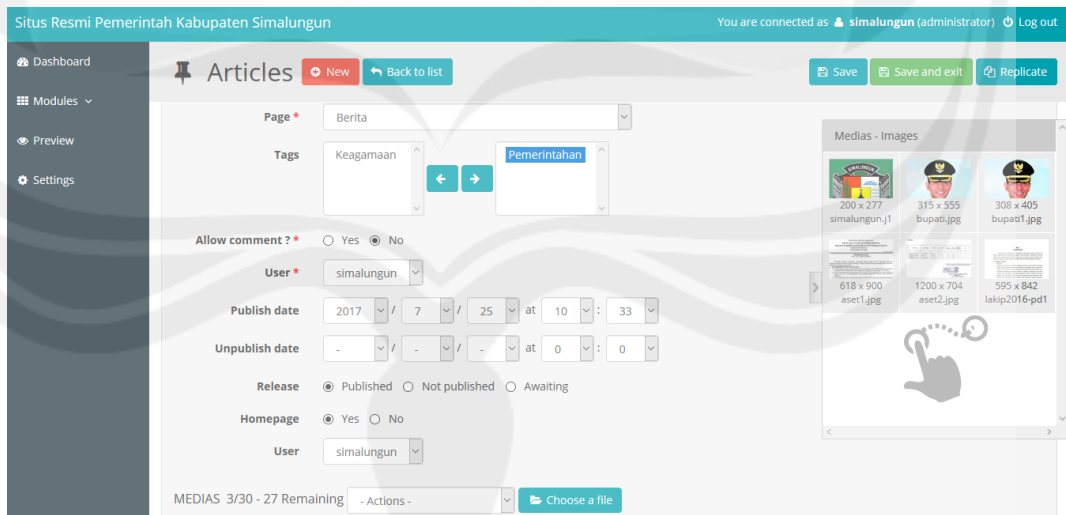 Situs Resmi Pemerintah Kabupaten Simalungun
You are connected as simalungun (administrator) Log out
Dashboard
Modules
Preview
Settings
Articles
New
Back to list
Save
Save and exit
Replicate
Page * Berita
Tags Keagamaan Pemerintahan
Allow comment ? * Yes No
User * simalungun
Publish date 2017 / 7 / 25 at 10 : 33
Unpublish date - / - / - at 0 : 0
Release Published Not published Awaiting
Homepage Yes No
User simalungun
MEDIAS 3/30 - 27 Remaining - Actions - Choose a file
Medias - Images
200 x 277 315 x 555 308 x 405
simalungun.j1 bupati.jpg bupati1.jpg
618 x 900 1200 x 704 595 x 842
aset1.jpg aset2.jpg lakip2016-pd1